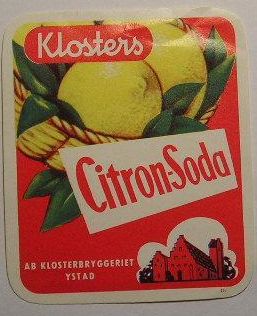 Klosters
Citron-Soda
AB KLOSTERBRYGGERIET
YSTAD